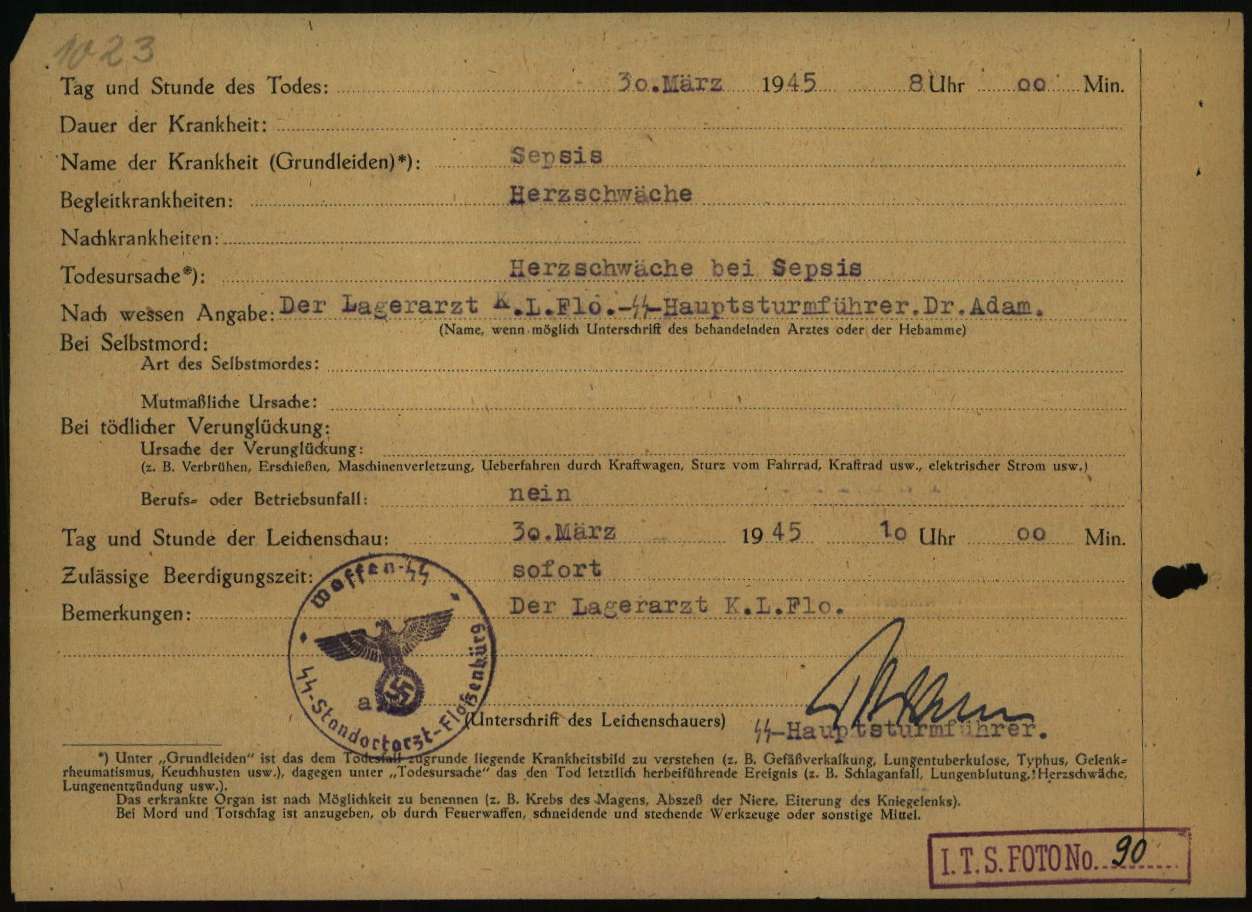 1023
Tag und Stunde des Todes: 30.März 1945 8 Uhr 00 Min.
Dauer der Krankheit:
Name der Krankheit (Grundleiden)*): Sepsis
Begleitkrankheiten: Herzschwäche
Nachkrankheiten:
Todesursache*): Herzschwäche bei Sepsis
Nach wessen Angabe: Der Lagerarzt K.L.Flo.-SS-Hauptsturmführer.Dr.Adam.
(Name, wenn möglich Unterschrift des behandelnden Arztes oder der Hebamme)
Bei Selbstmord:
Art des Selbstmordes:
Mutmaßliche Ursache:
Bei tödlicher Verunglückung:
Ursache der Verunglückung:
(z. B. Verbrühen, Erschießen, Maschinenverletzung, Ueberfahren durch Kraftwagen, Sturz vom Fahrrad, Kraftrad usw., elektrischer Strom usw.)
Berufs= oder Betriebsunfall: nein
Tag und Stunde der Leichenschau: 30.März 1945 10 Uhr 00 Min.
Zulässige Beerdigungszeit: sofort
Bemerkungen: Der Lagerarzt K.L.Flo.
Waffen-SS
SS-Standortarzt-Floßenbürg
(Unterschrift des Leichenschauers)
SS-Hauptsturmführer.
*) Unter „Grundleiden“ ist das dem Todesfall zugrunde liegende Krankheitsbild zu verstehen (z. B. Gefäßverkalkung, Lungentuberkulose, Typhus, Gelenk=
rheumatismus, Keuchhusten usw.), dagegen unter „Todesursache“ das den Tod letztlich herbeiführende Ereignis (z. B. Schlaganfall, Lungenblutung, Herzschwäche,
Lungenentzündung usw.).
Das erkrankte Organ ist nach Möglichkeit zu benennen (z. B. Krebs des Magens, Abszeß der Niere, Eiterung des Kniegelenks).
Bei Mord und Totschlag ist anzugeben, ob durch Feuerwaffen, schneidende und stechende Werkzeuge oder sonstige Mittel.
I.T.S. FOTO No. 90